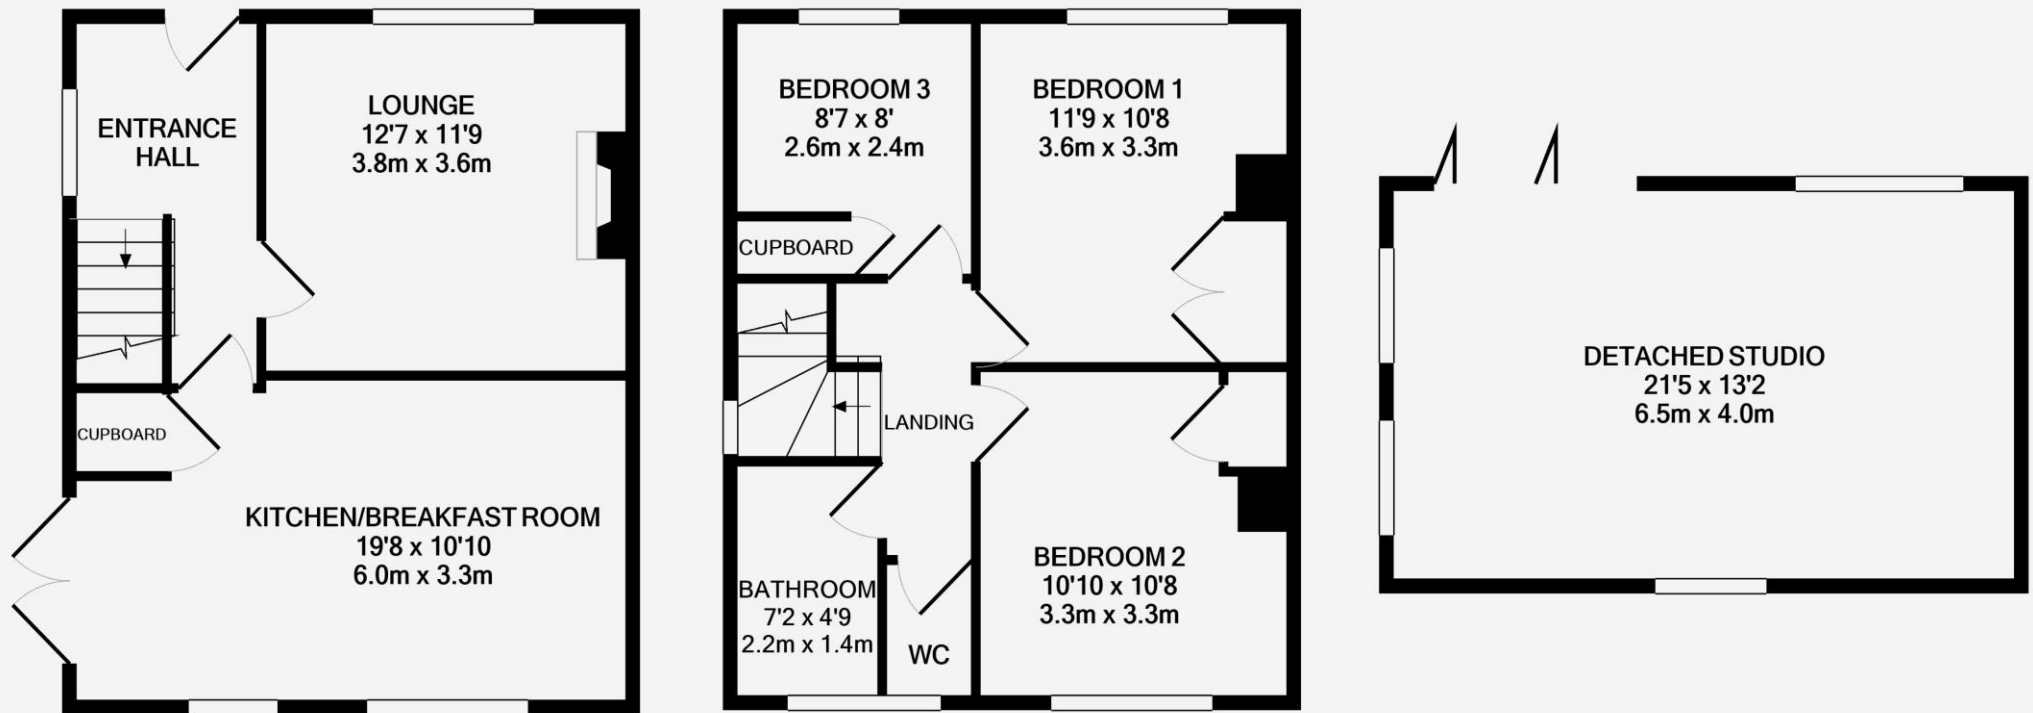 ENTRANCE
HALL
LOUNGE
12'7 x 11'9
3.8m x 3.6m
CUPBOARD
KITCHEN/BREAKFAST ROOM
19'8 x 10'10
6.0m x 3.3m
BEDROOM 3
8'7 x 8'
2.6m x 2.4m
BEDROOM 1
11'9 x 10'8
3.6m x 3.3m
CUPBOARD
LANDING
BATHROOM
7'2 x 4'9
2.2m x 1.4m
WC
BEDROOM 2
10'10 x 10'8
3.3m x 3.3m
DETACHED STUDIO
21'5 x 13'2
6.5m x 4.0m